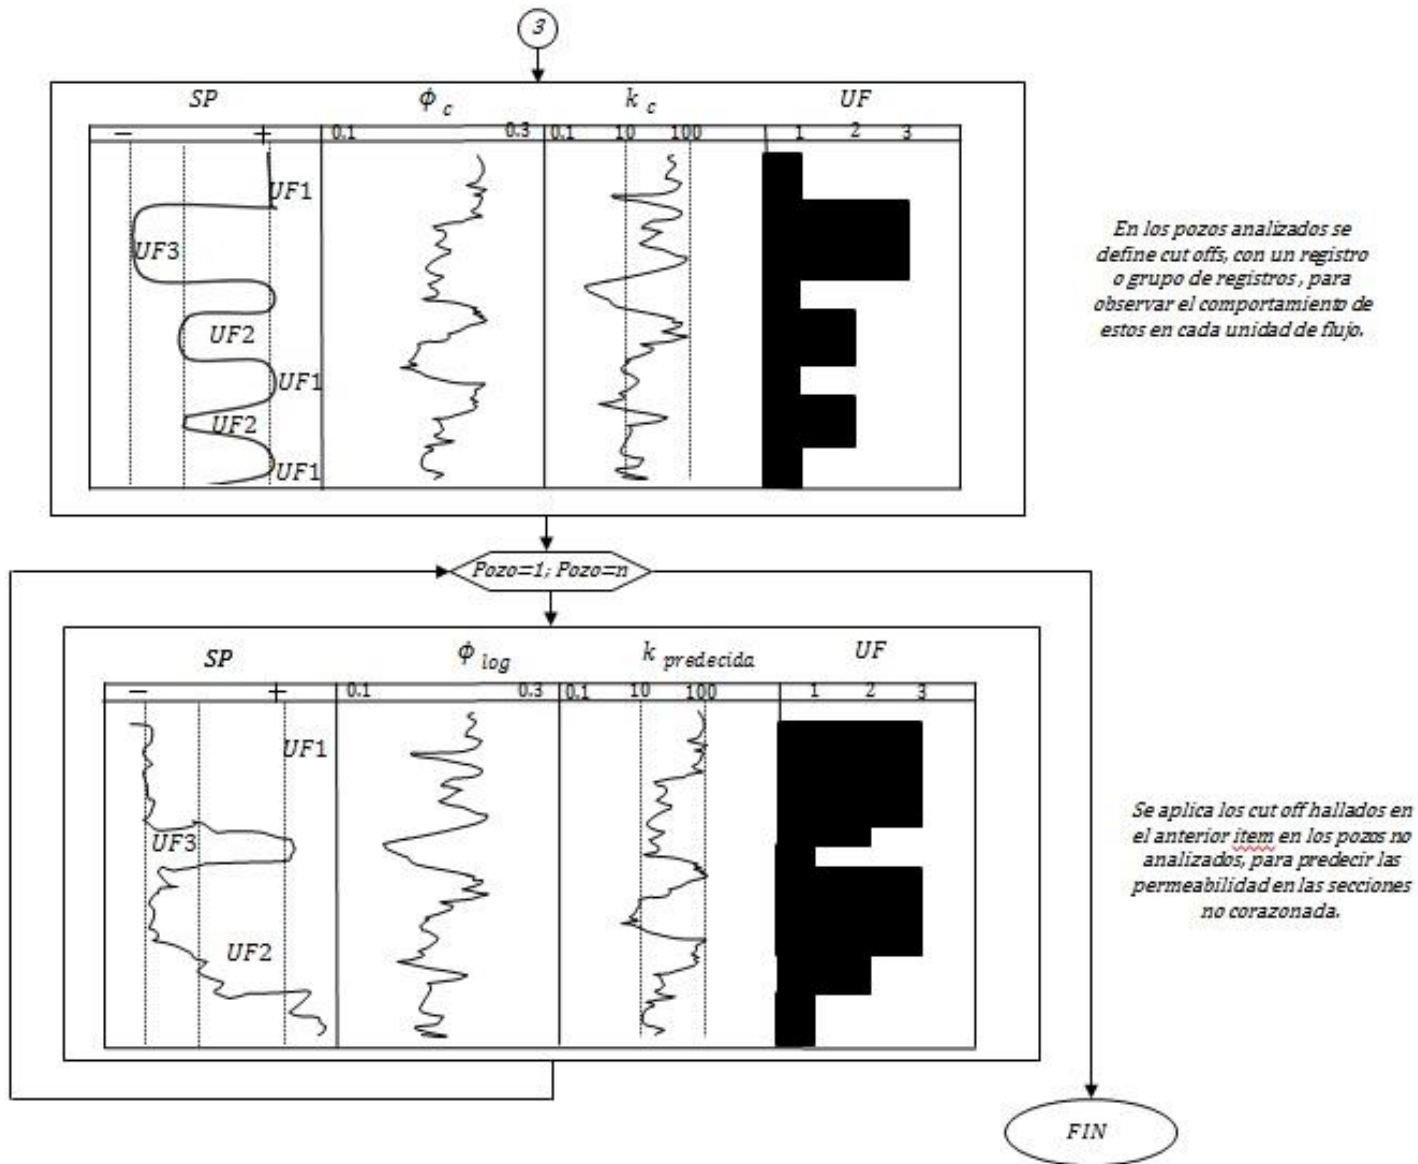 3
SP ϕ c k c UF
− + 0.1 0.3 0.1 10 100 1 2 3
UF1
UF3
UF2
UF1
UF2
UF1
En los pozos analizados se
define cut offs, con un registro
o grupo de registros , para
observar el comportamiento de
estos en cada unidad de flujo.
Pozo=1; Pozo=n
SP ϕ log k predecida UF
− + 0.1 0.3 0.1 10 100 1 2 3
UF1
UF3
UF2
Se aplica los cut off hallados en
el anterior ítem en los pozos no
analizados, para predecir las
permeabilidad en las secciones
no corazonada.
FIN